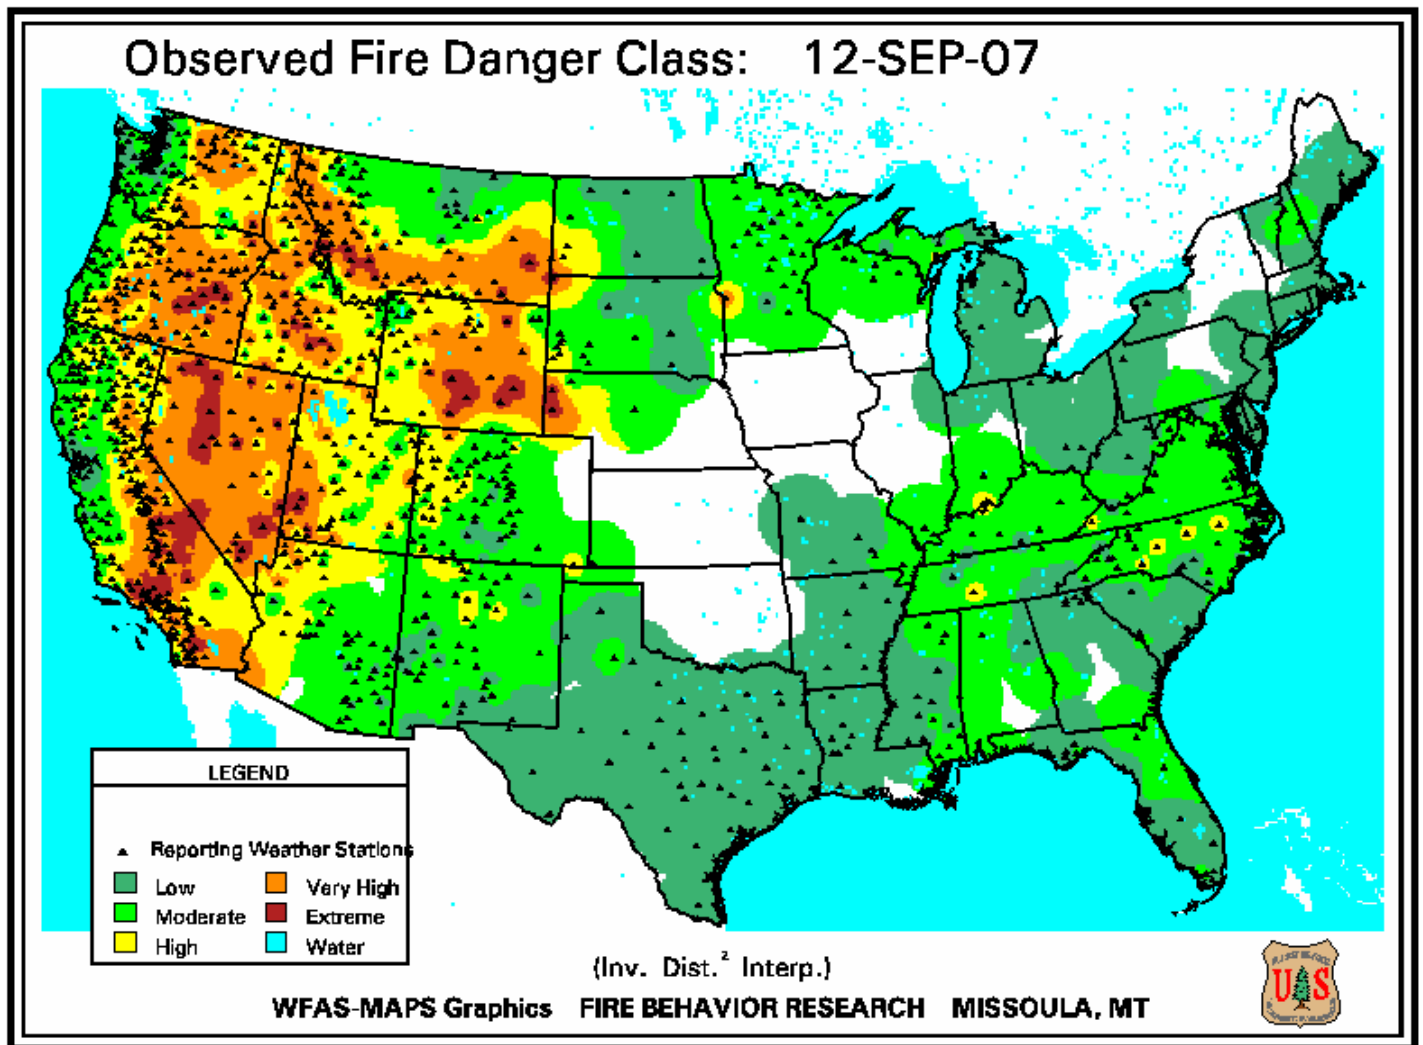 Observed Fire Danger Class: 12-SEP-07
LEGEND
Reporting Weather Stations
Low
Very High
Moderate
Extreme
High
Water
(Inv. Dist.² Interp.)
WFAS-MAPS Graphics FIRE BEHAVIOR RESEARCH MISSOULA, MT
U S